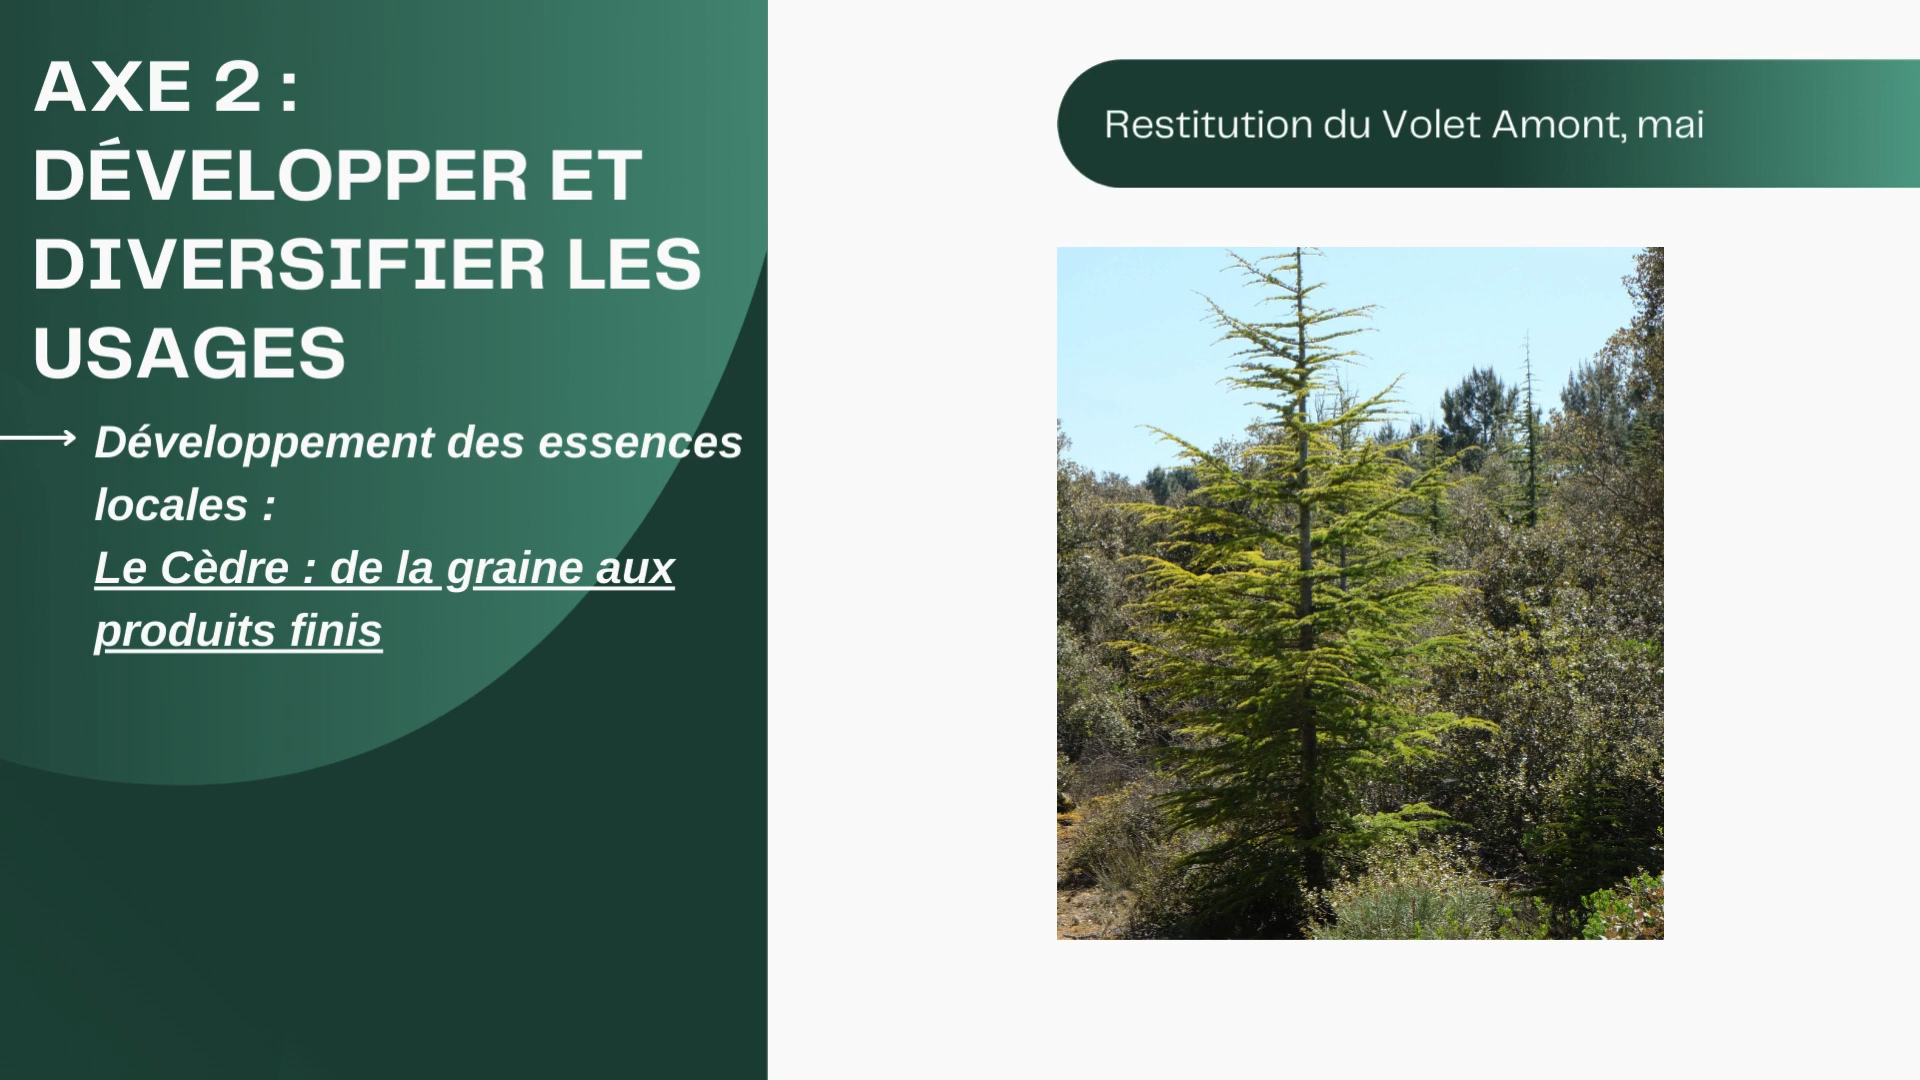 AXE 2 :
DÉVELOPPER ET
DIVERSIFIER LES
USAGES
Développement des essences
locales :
Le Cèdre : de la graine aux
produits finis
Restitution du Volet Amont, mai